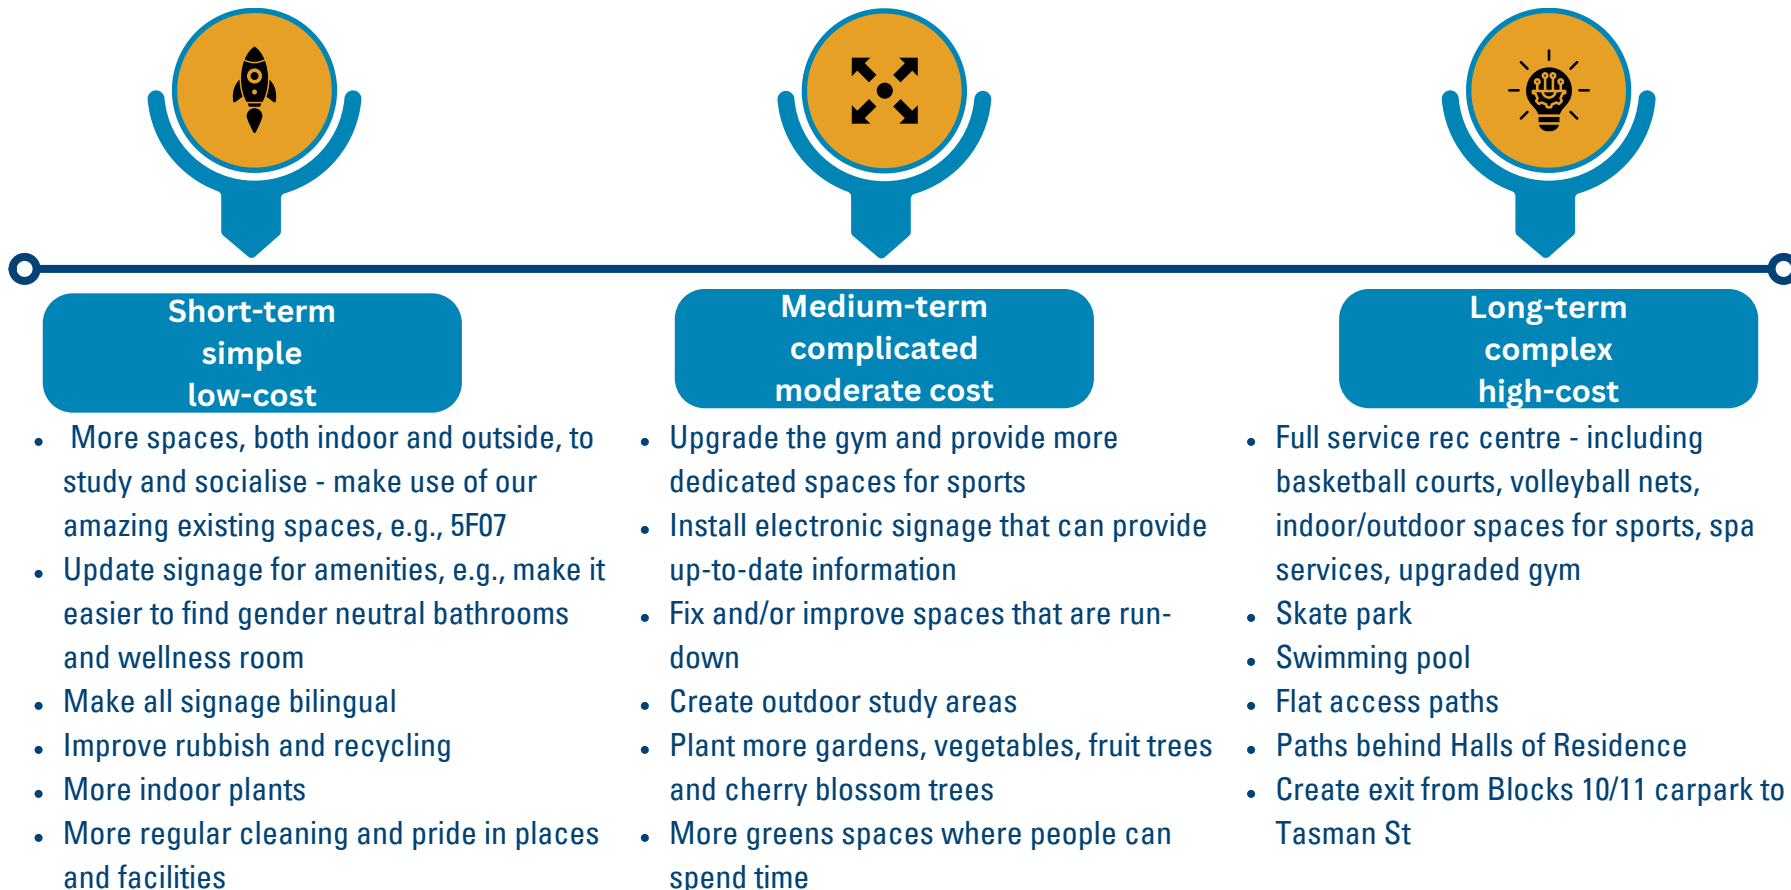 Short-term
simple
low-cost
• More spaces, both indoor and outside, to
study and socialise - make use of our
amazing existing spaces, e.g., 5F07
• Update signage for amenities, e.g., make it
easier to find gender neutral bathrooms
and wellness room
• Make all signage bilingual
• Improve rubbish and recycling
• More indoor plants
• More regular cleaning and pride in places
and facilities
Medium-term
complicated
moderate cost
• Upgrade the gym and provide more
dedicated spaces for sports
• Install electronic signage that can provide
up-to-date information
• Fix and/or improve spaces that are run-
down
• Create outdoor study areas
• Plant more gardens, vegetables, fruit trees
and cherry blossom trees
• More greens spaces where people can
spend time
Long-term
complex
high-cost
• Full service rec centre - including
basketball courts, volleyball nets,
indoor/outdoor spaces for sports, spa
services, upgraded gym
• Skate park
• Swimming pool
• Flat access paths
• Paths behind Halls of Residence
• Create exit from Blocks 10/11 carpark to
Tasman St